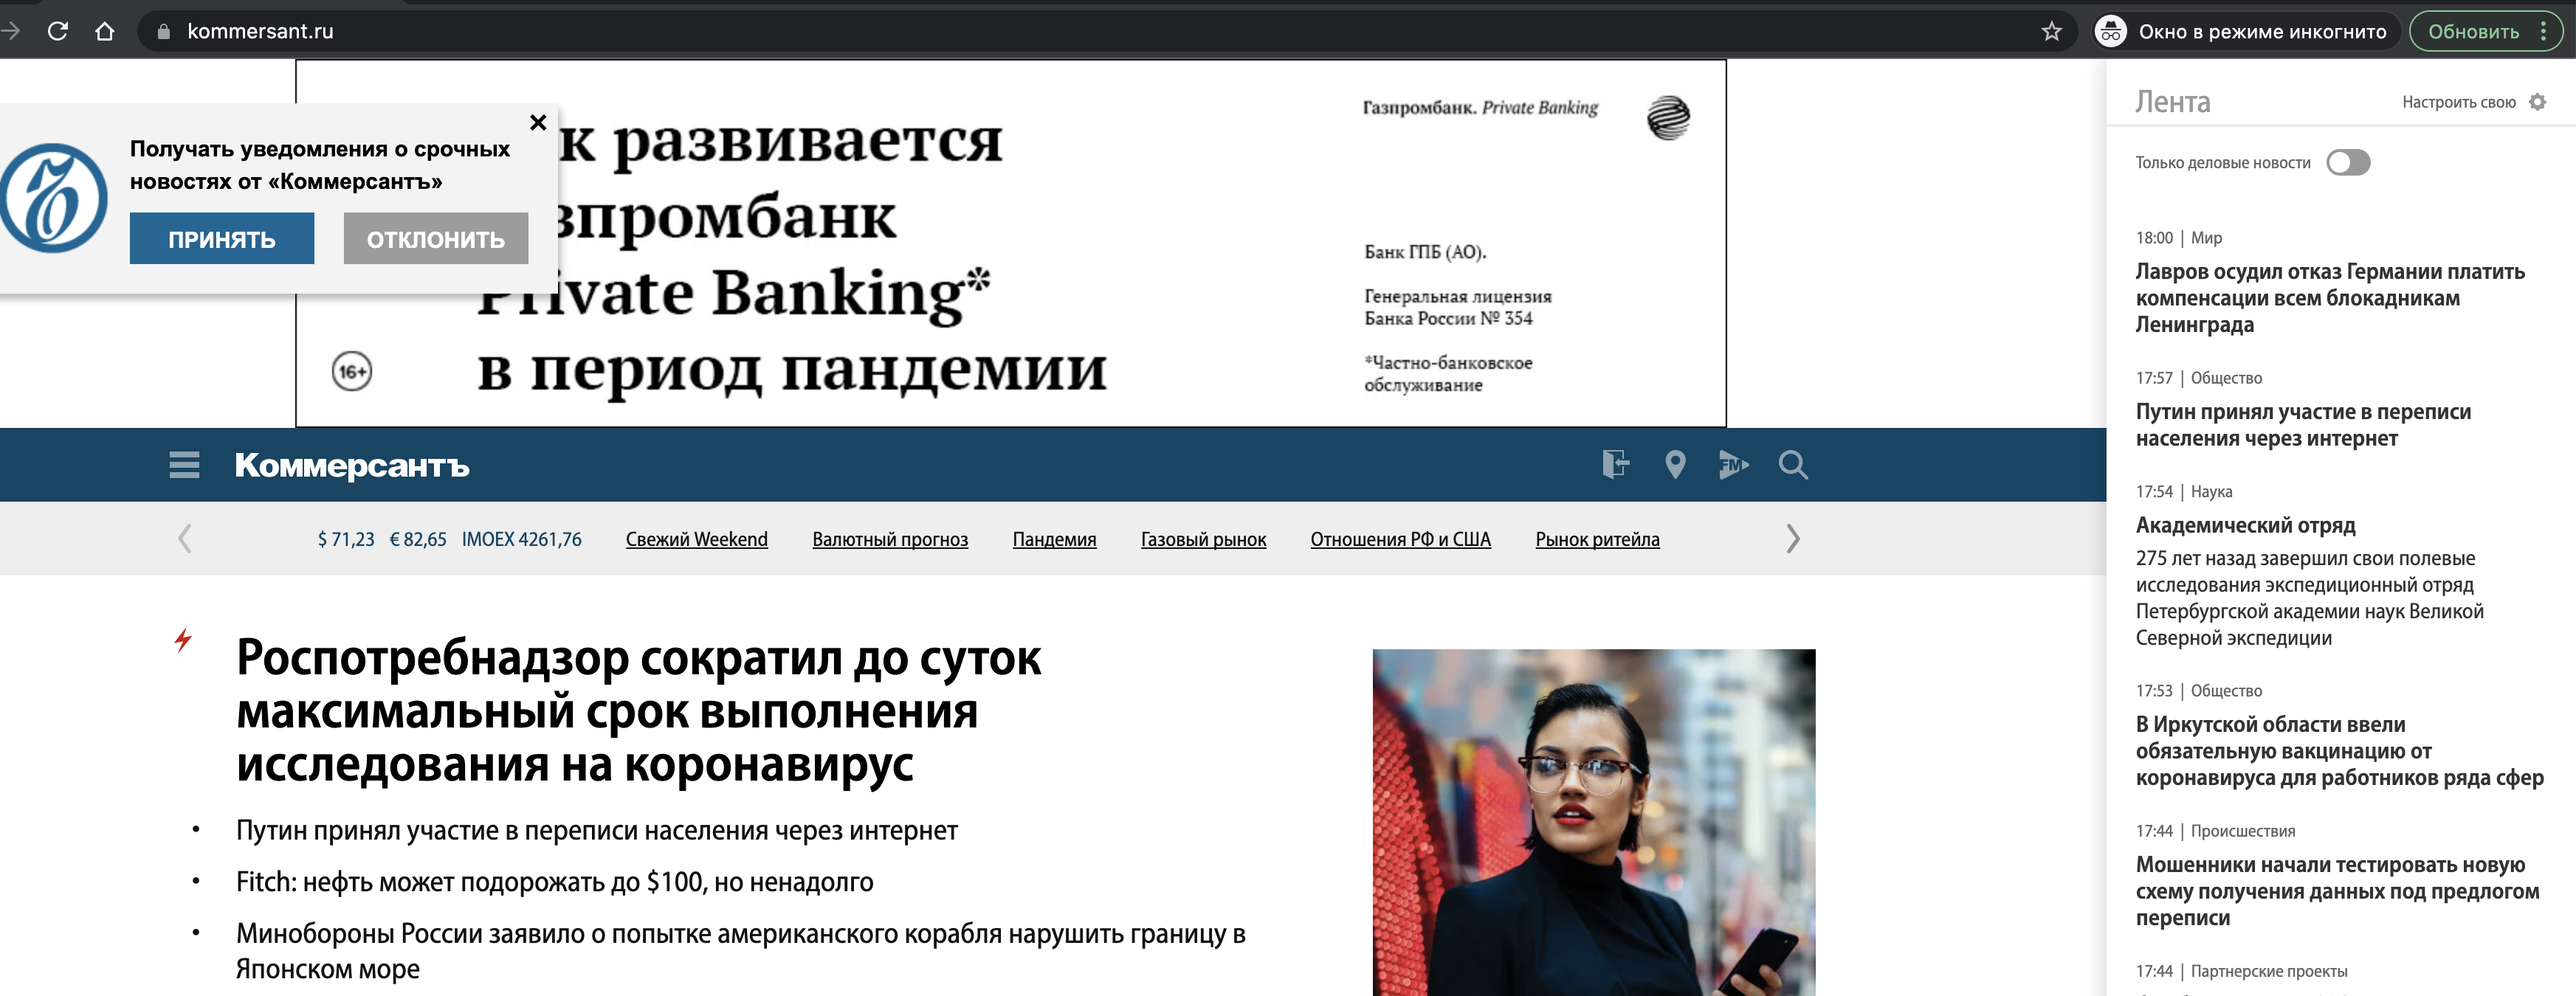 kommersant.ru
Окно в режиме инкогнито
Обновить
Получать уведомления о срочных
новостях от «Коммерсантъ»
ПРИНЯТЬ
ОТКЛОНИТЬ
к развивается
зпромбанк
Private Banking*
в период пандемии
16+
Газпромбанк. Private Banking
Банк ГПБ (АО).
Генеральная лицензия
Банка России № 354
*Частно-банковское
обслуживание
Коммерсантъ
FM
$ 71,23 € 82,65 IMOEX 4261,76 Свежий Weekend Валютный прогноз Пандемия Газовый рынок Отношения РФ и США Рынок ритейла
Роспотребнадзор сократил до суток
максимальный срок выполнения
исследования на коронавирус
• Путин принял участие в переписи населения через интернет
• Fitch: нефть может подорожать до $100, но ненадолго
• Минобороны России заявило о попытке американского корабля нарушить границу в
Японском море
Лента
Настроить свою
Только деловые новости
18:00 | Мир
Лавров осудил отказ Германии платить
компенсации всем блокадникам
Ленинграда
17:57 | Общество
Путин принял участие в переписи
населения через интернет
17:54 | Наука
Академический отряд
275 лет назад завершил свои полевые
исследования экспедиционный отряд
Петербургской академии наук Великой
Северной экспедиции
17:53 | Общество
В Иркутской области ввели
обязательную вакцинацию от
коронавируса для работников ряда сфер
17:44 | Происшествия
Мошенники начали тестировать новую
схему получения данных под предлогом
переписи
17:44 | Партнерские проекты